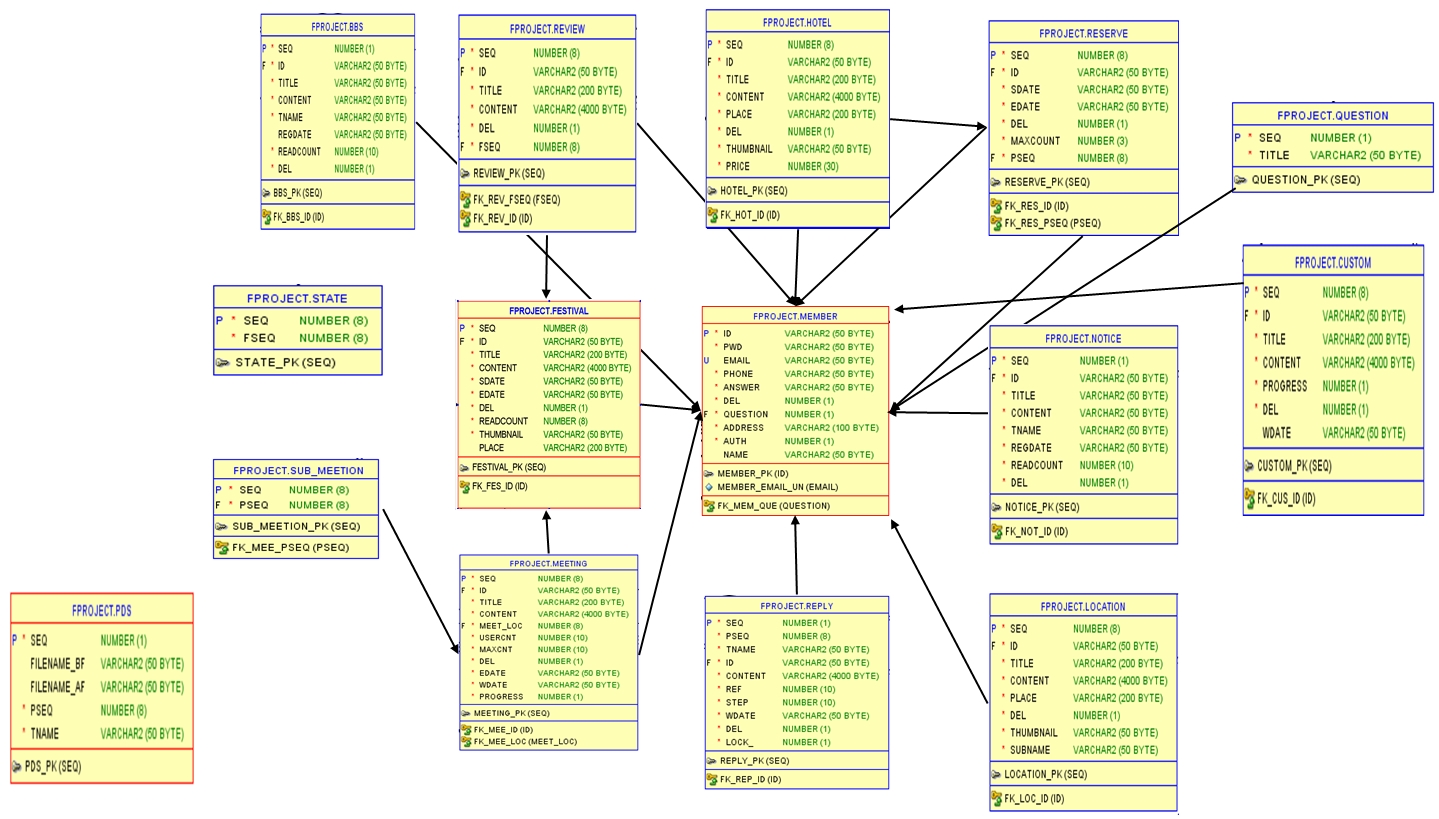 FPROJECT.BBS
P * SEQ NUMBER (1)
F * ID VARCHAR2 (50 BYTE)
* TITLE VARCHAR2 (50 BYTE)
* CONTENT VARCHAR2 (50 BYTE)
* TNAME VARCHAR2 (50 BYTE)
REGDATE VARCHAR2 (50 BYTE)
* READCOUNT NUMBER (10)
* DEL NUMBER (1)
BBS_PK (SEQ)
FK_BBS_ID (ID)
FPROJECT.REVIEW
P * SEQ NUMBER (8)
F * ID VARCHAR2 (50 BYTE)
* TITLE VARCHAR2 (200 BYTE)
* CONTENT VARCHAR2 (4000 BYTE)
* DEL NUMBER (1)
F * FSEQ NUMBER (8)
REVIEW_PK (SEQ)
FK_REV_FSEQ (FSEQ)
FK_REV_ID (ID)
FPROJECT.HOTEL
P * SEQ NUMBER (8)
F * ID VARCHAR2 (50 BYTE)
* TITLE VARCHAR2 (200 BYTE)
* CONTENT VARCHAR2 (4000 BYTE)
* PLACE VARCHAR2 (200 BYTE)
* DEL NUMBER (1)
* THUMBNAIL VARCHAR2 (50 BYTE)
* PRICE NUMBER (30)
HOTEL_PK (SEQ)
FK_HOT_ID (ID)
FPROJECT.RESERVE
P * SEQ NUMBER (8)
F * ID VARCHAR2 (50 BYTE)
* SDATE VARCHAR2 (50 BYTE)
* EDATE VARCHAR2 (50 BYTE)
* DEL NUMBER (1)
* MAXCOUNT NUMBER (3)
F * PSEQ NUMBER (8)
RESERVE_PK (SEQ)
FK_RES_ID (ID)
FK_RES_PSEQ (PSEQ)
FPROJECT.QUESTION
P * SEQ NUMBER (1)
* TITLE VARCHAR2 (50 BYTE)
QUESTION_PK (SEQ)
FPROJECT.STATE
P * SEQ NUMBER (8)
* FSEQ NUMBER (8)
STATE_PK (SEQ)
FPROJECT.FESTIVAL
P * SEQ NUMBER (8)
F * ID VARCHAR2 (50 BYTE)
* TITLE VARCHAR2 (200 BYTE)
* CONTENT VARCHAR2 (4000 BYTE)
* SDATE VARCHAR2 (50 BYTE)
* EDATE VARCHAR2 (50 BYTE)
* DEL NUMBER (1)
* READCOUNT NUMBER (8)
* THUMBNAIL VARCHAR2 (50 BYTE)
PLACE VARCHAR2 (200 BYTE)
FESTIVAL_PK (SEQ)
FK_FES_ID (ID)
FPROJECT.MEMBER
P * ID VARCHAR2 (50 BYTE)
* PWD VARCHAR2 (50 BYTE)
U EMAIL VARCHAR2 (50 BYTE)
* PHONE VARCHAR2 (50 BYTE)
* ANSWER VARCHAR2 (50 BYTE)
* DEL NUMBER (1)
F * QUESTION NUMBER (1)
* ADDRESS VARCHAR2 (100 BYTE)
* AUTH NUMBER (1)
NAME VARCHAR2 (50 BYTE)
MEMBER_PK (ID)
MEMBER_EMAIL_UN (EMAIL)
FK_MEM_QUE (QUESTION)
FPROJECT.NOTICE
P * SEQ NUMBER (1)
F * ID VARCHAR2 (50 BYTE)
* TITLE VARCHAR2 (50 BYTE)
* CONTENT VARCHAR2 (50 BYTE)
* TNAME VARCHAR2 (50 BYTE)
* REGDATE VARCHAR2 (50 BYTE)
* READCOUNT NUMBER (10)
* DEL NUMBER (1)
NOTICE_PK (SEQ)
FK_NOT_ID (ID)
FPROJECT.CUSTOM
P * SEQ NUMBER (8)
F * ID VARCHAR2 (50 BYTE)
* TITLE VARCHAR2 (200 BYTE)
* CONTENT VARCHAR2 (4000 BYTE)
* PROGRESS NUMBER (1)
* DEL NUMBER (1)
WDATE VARCHAR2 (50 BYTE)
CUSTOM_PK (SEQ)
FK_CUS_ID (ID)
FPROJECT.SUB_MEETION
P * SEQ NUMBER (8)
F * PSEQ NUMBER (8)
SUB_MEETION_PK (SEQ)
FK_MEE_PSEQ (PSEQ)
FPROJECT.PDS
P * SEQ NUMBER (1)
FILENAME_BF VARCHAR2 (50 BYTE)
FILENAME_AF VARCHAR2 (50 BYTE)
* PSEQ NUMBER (8)
* TNAME VARCHAR2 (50 BYTE)
PDS_PK (SEQ)
FPROJECT.MEETING
P * SEQ NUMBER (8)
F * ID VARCHAR2 (50 BYTE)
* TITLE VARCHAR2 (200 BYTE)
* CONTENT VARCHAR2 (4000 BYTE)
F * MEET_LOC NUMBER (8)
* USERCNT NUMBER (10)
* MAXCNT NUMBER (10)
* DEL NUMBER (1)
* EDATE VARCHAR2 (50 BYTE)
* WDATE VARCHAR2 (50 BYTE)
* PROGRESS NUMBER (1)
MEETING_PK (SEQ)
FK_MEE_ID (ID)
FK_MEE_LOC (MEET_LOC)
FPROJECT.REPLY
P * SEQ NUMBER (1)
* PSEQ NUMBER (8)
* TNAME VARCHAR2 (50 BYTE)
F * ID VARCHAR2 (50 BYTE)
* CONTENT VARCHAR2 (4000 BYTE)
* REF NUMBER (10)
* STEP NUMBER (10)
* WDATE VARCHAR2 (50 BYTE)
* DEL NUMBER (1)
* LOCK_ NUMBER (1)
REPLY_PK (SEQ)
FK_REP_ID (ID)
FPROJECT.LOCATION
P * SEQ NUMBER (8)
F * ID VARCHAR2 (50 BYTE)
* TITLE VARCHAR2 (200 BYTE)
* CONTENT VARCHAR2 (4000 BYTE)
* PLACE VARCHAR2 (200 BYTE)
* DEL NUMBER (1)
* THUMBNAIL VARCHAR2 (50 BYTE)
* SUBNAME VARCHAR2 (50 BYTE)
LOCATION_PK (SEQ)
FK_LOC_ID (ID)